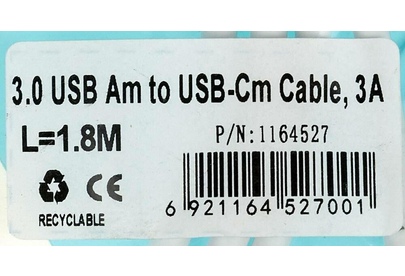 3.0 USB Am to USB-Cm Cable, 3A
L=1.8M
P/N:1164527
CE
RECYCLABLE
6 921164 527001